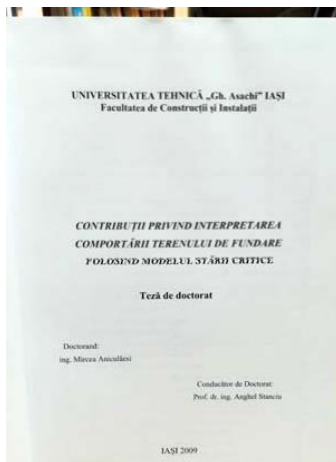 UNIVERSITATEA TEHNICĂ „Gh. Asachi” IAŞI
Facultatea de Construcţii şi Instalaţii
CONTRIBUŢII PRIVIND INTERPRETAREA
COMPORTĂRII TERENULUI DE FUNDARE
FOLOSIND MODELUL STĂRII CRITICE
Teză de doctorat
Doctorand:
ing. Mircea Aniculăesi
Conducător de Doctorat:
Prof. dr. ing. Anghel Stanciu
IAŞI 2009